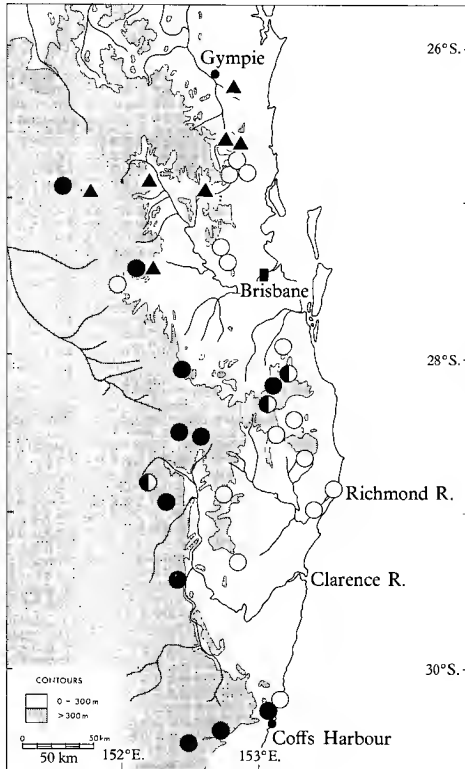 26°S.
Gympie
Brisbane
28°S.
Richmond R.
Clarence R.
30°S.
CONTOURS
0 - 300 m
>300 m
0 50 km
50 km
152°E.
153°E.
Coffs Harbour